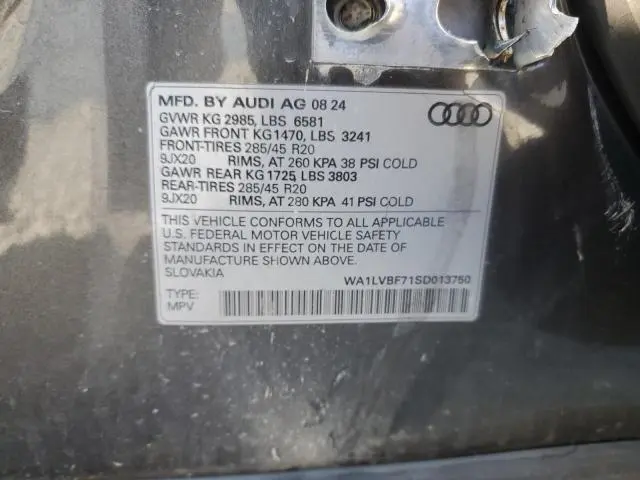 MFD. BY AUDI AG 08 24
GVWR KG 2985, LBS 6581
GAWR FRONT KG1470, LBS 3241
FRONT-TIRES 285/45 R20
9JX20 RIMS, AT 260 KPA 38 PSI COLD
GAWR REAR KG 1725, LBS 3803
REAR-TIRES 285/45 R20
9JX20 RIMS, AT 280 KPA 41 PSI COLD
THIS VEHICLE CONFORMS TO ALL APPLICABLE
U.S. FEDERAL MOTOR VEHICLE SAFETY
STANDARDS IN EFFECT ON THE DATE OF
MANUFACTURE SHOWN ABOVE.
SLOVAKIA
WA1LVBF71SD013750
TYPE:
MPV